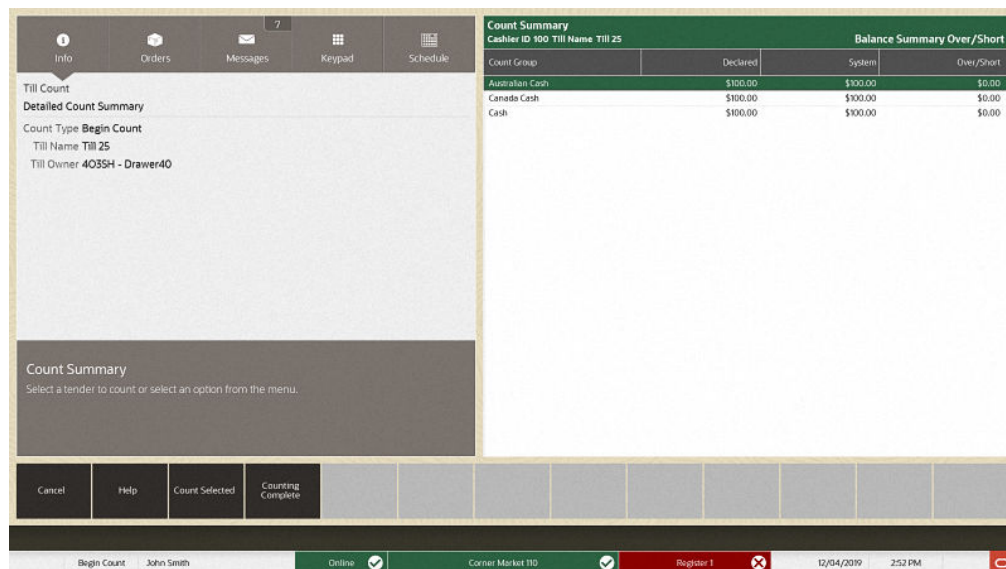 7
Info Orders Messages Keypad Schedule
Till Count
Detailed Count Summary
Count Type Begin Count
Till Name Till 25
Till Owner 403SH - Drawer40
Count Summary
Select a tender to count or select an option from the menu.
Count Summary
Cashier ID 100 Till Name Till 25 Balance Summary Over/Short
Count Group Declared System Over/Short
Australian Cash $100.00 $100.00 $0.00
Canada Cash $100.00 $100.00 $0.00
Cash $100.00 $100.00 $0.00
Cancel Help Count Selected Counting
Complete
Begin Count John Smith Online Corner Market 110 Register 1 12/04/2019 2:52 PM